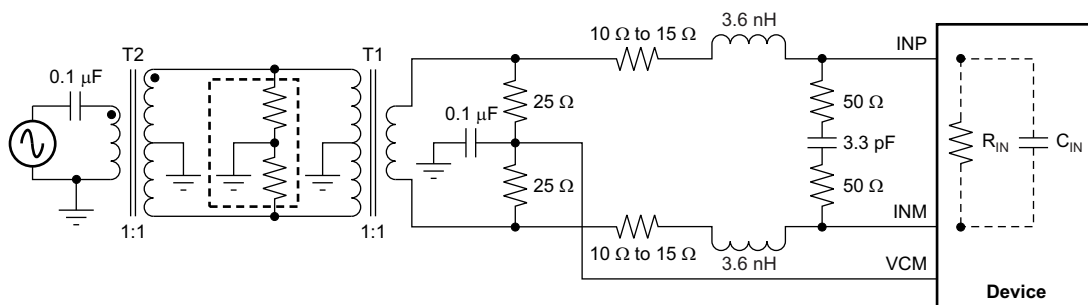 3.6 nH
10 Ω to 15 Ω
T2
T1
INP
0.1 μF
25 Ω
50 Ω
0.1 μF
3.3 pF
R_IN
C_IN
25 Ω
50 Ω
INM
1:1
1:1
10 Ω to 15 Ω
3.6 nH
VCM
Device